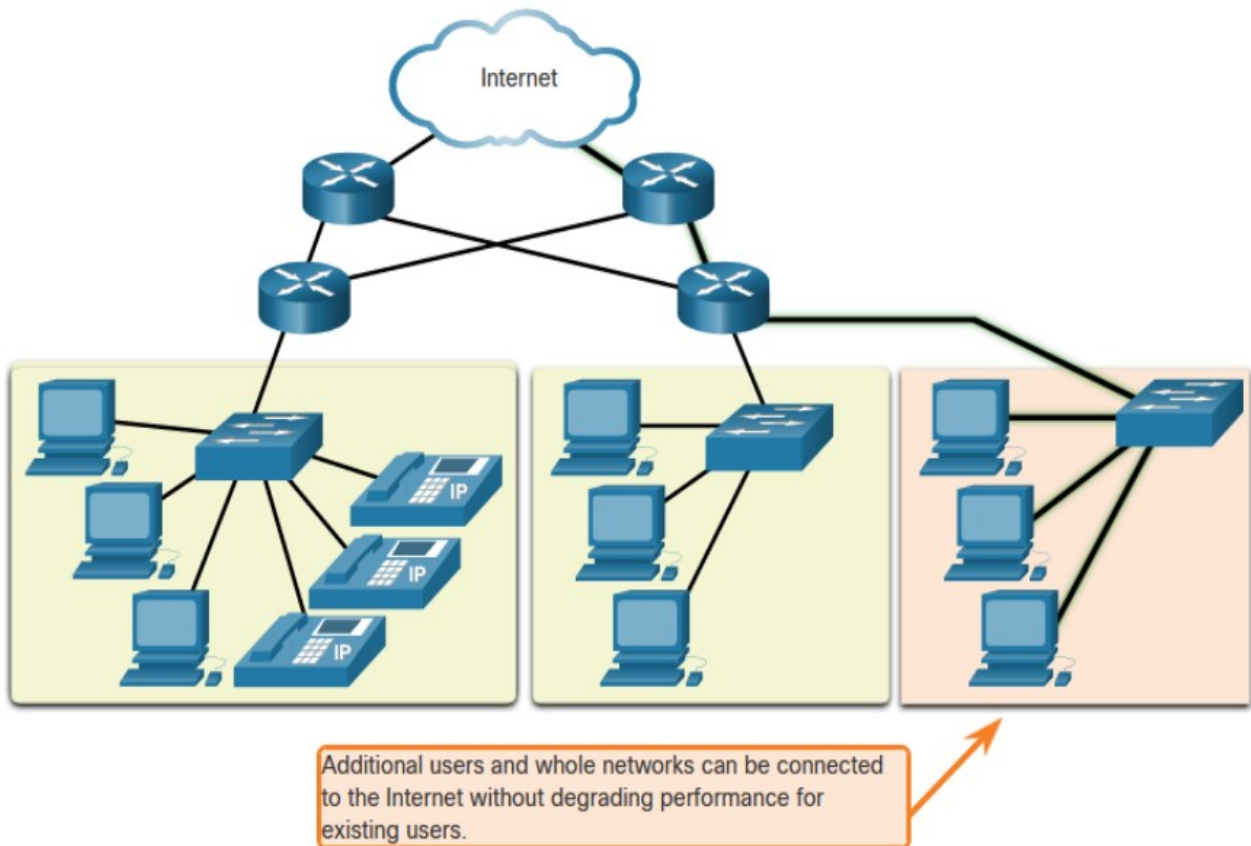 Internet
IP
IP
IP
Additional users and whole networks can be connected
to the Internet without degrading performance for
existing users.